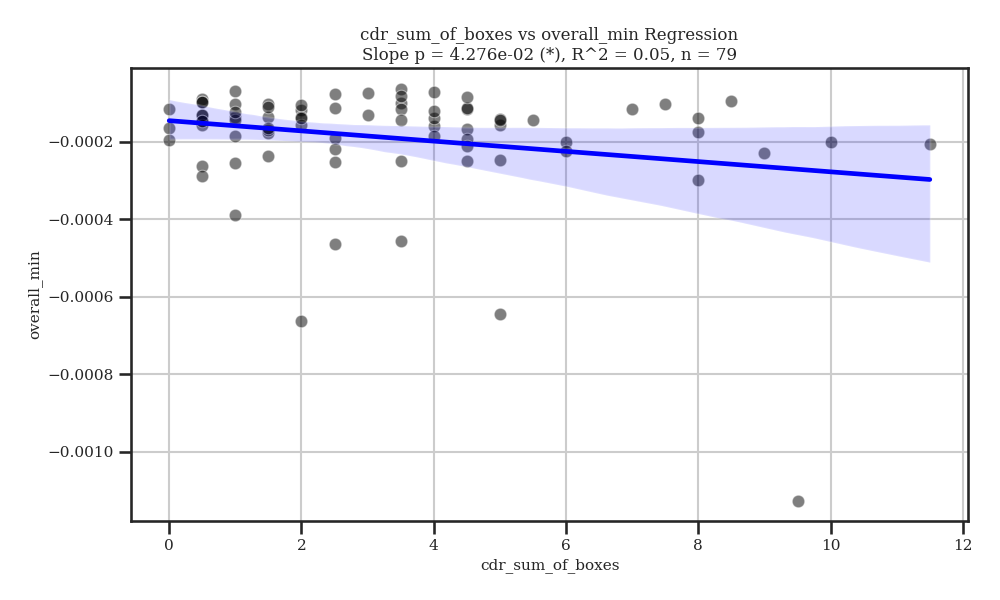 cdr_sum_of_boxes vs overall_min Regression
Slope p = 4.276e-02 (*), R^2 = 0.05, n = 79
−0.0002
−0.0004
−0.0006
−0.0008
−0.0010
overall_min
0 2 4 6 8 10 12
cdr_sum_of_boxes